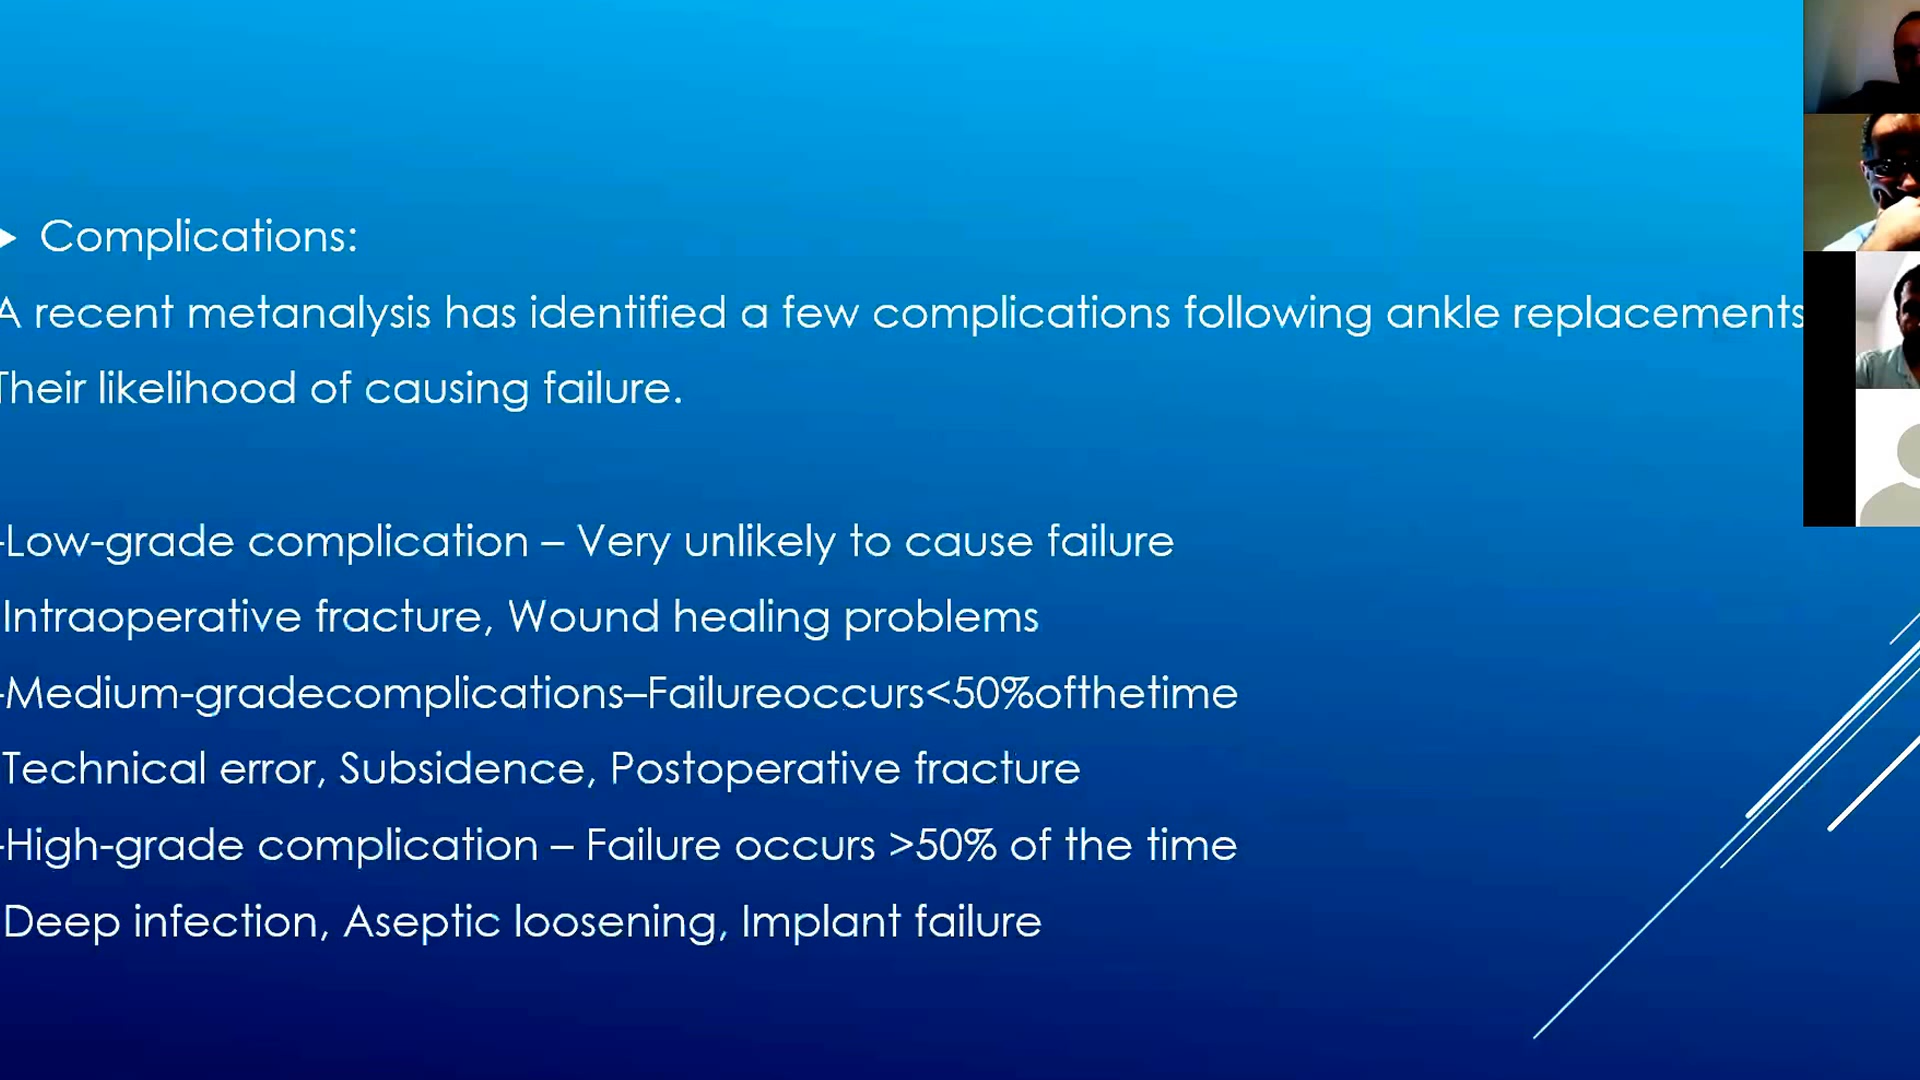 Complications:
A recent metanalysis has identified a few complications following ankle replacements
Their likelihood of causing failure.
-Low-grade complication – Very unlikely to cause failure
Intraoperative fracture, Wound healing problems
-Medium-gradecomplications–Failureoccurs<50%ofthetime
Technical error, Subsidence, Postoperative fracture
-High-grade complication – Failure occurs >50% of the time
Deep infection, Aseptic loosening, Implant failure